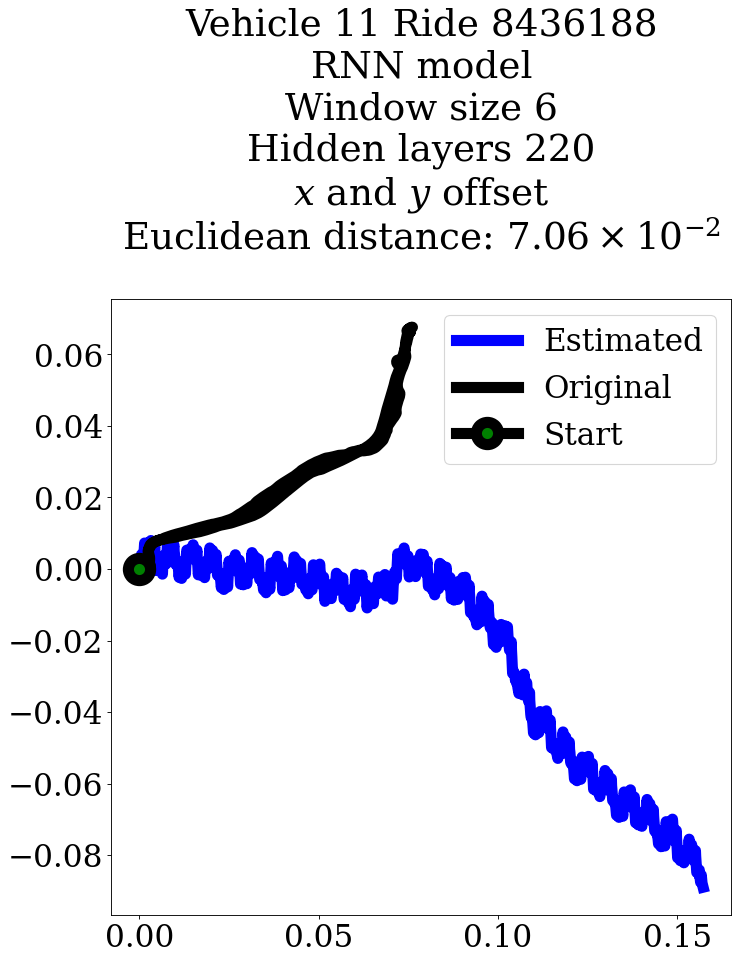 Vehicle 11 Ride 8436188
RNN model
Window size 6
Hidden layers 220
x and y offset
Euclidean distance: 7.06 × 10⁻²
Estimated
Original
Start
0.06
0.04
0.02
0.00
−0.02
−0.04
−0.06
−0.08
0.00 0.05 0.10 0.15